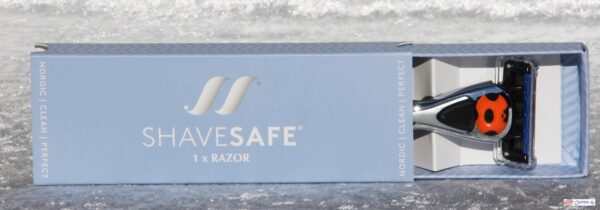 NORDIC | CLEAN | PERFECT
SHAVESAFE®
1 x RAZOR
NORDIC | CLEAN | PERFECT